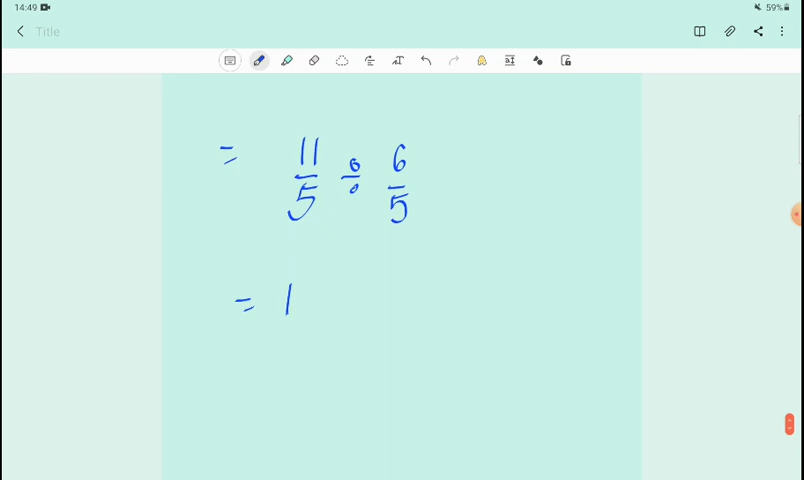 14:49 59%
Title
= 11/5 ÷ 6/5
= 1